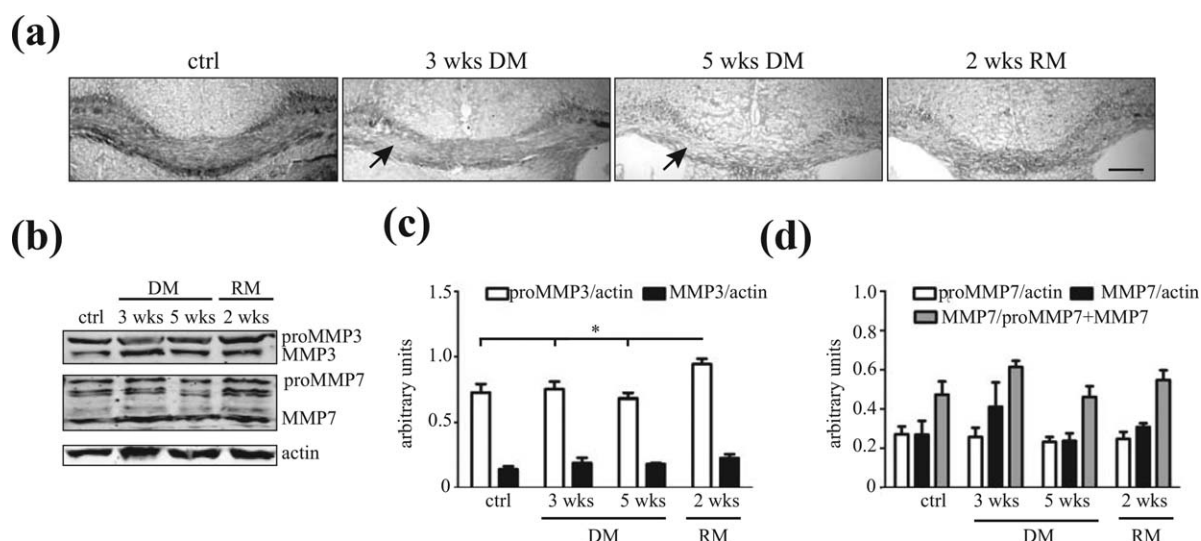 (a)
ctrl
3 wks DM
5 wks DM
2 wks RM
(b)
DM RM
ctrl 3 wks 5 wks 2 wks
proMMP3
MMP3
proMMP7
MMP7
actin
(c)
proMMP3/actin MMP3/actin
*
arbitrary units
1.5
1.0
0.5
0
ctrl 3 wks 5 wks 2 wks
DM RM
(d)
proMMP7/actin MMP7/actin
MMP7/proMMP7+MMP7
arbitrary units
0.8
0.6
0.4
0.2
0
ctrl 3 wks 5 wks 2 wks
DM RM